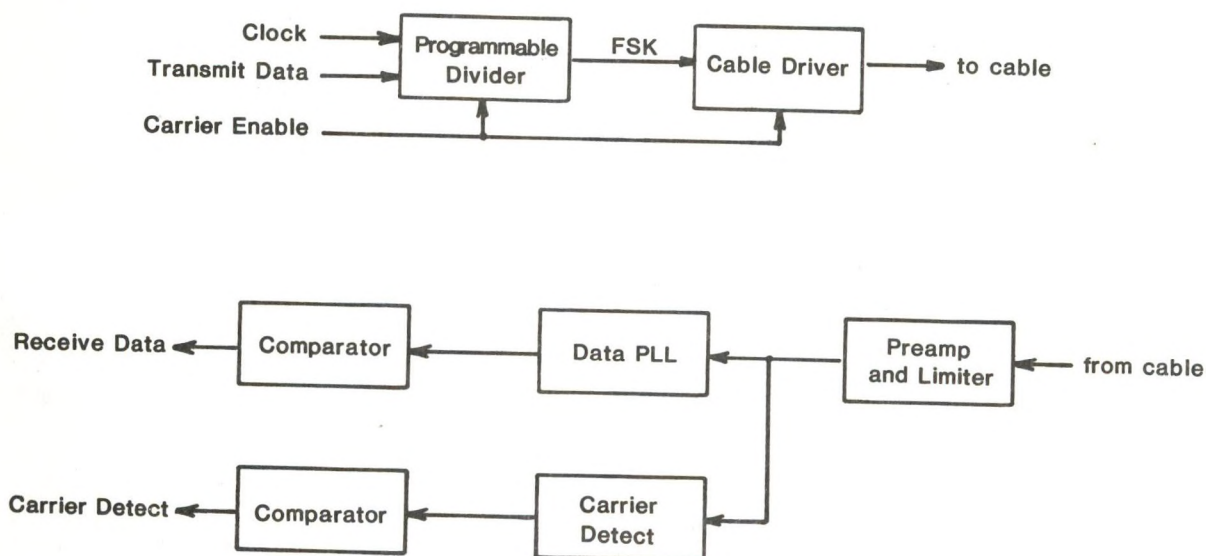 Clock
Transmit Data
Carrier Enable
Programmable
Divider
FSK
Cable Driver
to cable
Receive Data
Comparator
Data PLL
Preamp
and Limiter
from cable
Carrier Detect
Comparator
Carrier
Detect